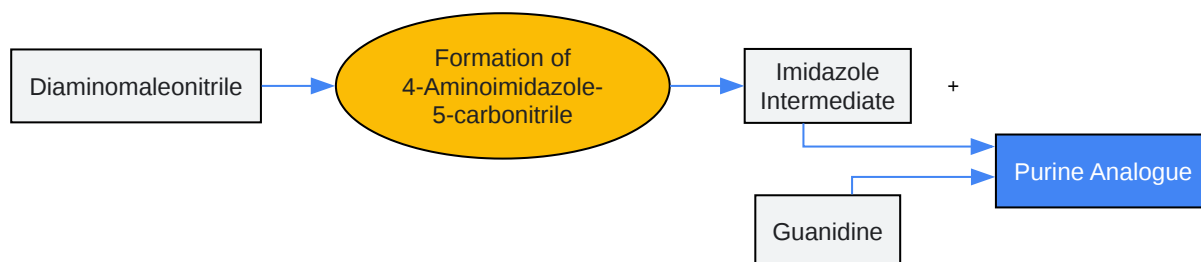 Diaminomaleonitrile
Formation of
4-Aminoimidazole-
5-carbonitrile
Imidazole
Intermediate
+
Purine Analogue
Guanidine